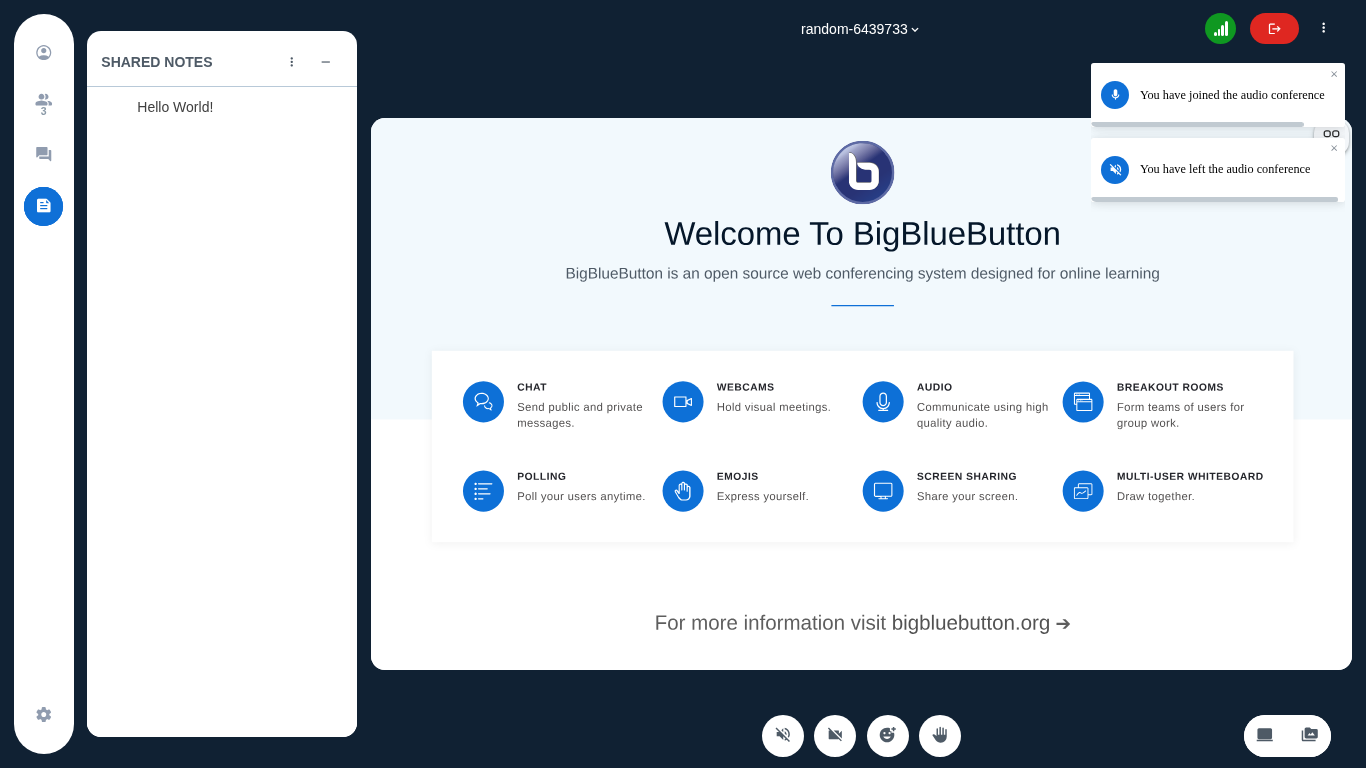 random-6439733
3
SHARED NOTES
Hello World!
You have joined the audio conference
You have left the audio conference
Welcome To BigBlueButton
BigBlueButton is an open source web conferencing system designed for online learning
CHAT
Send public and private
messages.
WEBCAMS
Hold visual meetings.
AUDIO
Communicate using high
quality audio.
BREAKOUT ROOMS
Form teams of users for
group work.
POLLING
Poll your users anytime.
EMOJIS
Express yourself.
SCREEN SHARING
Share your screen.
MULTI-USER WHITEBOARD
Draw together.
For more information visit bigbluebutton.org →